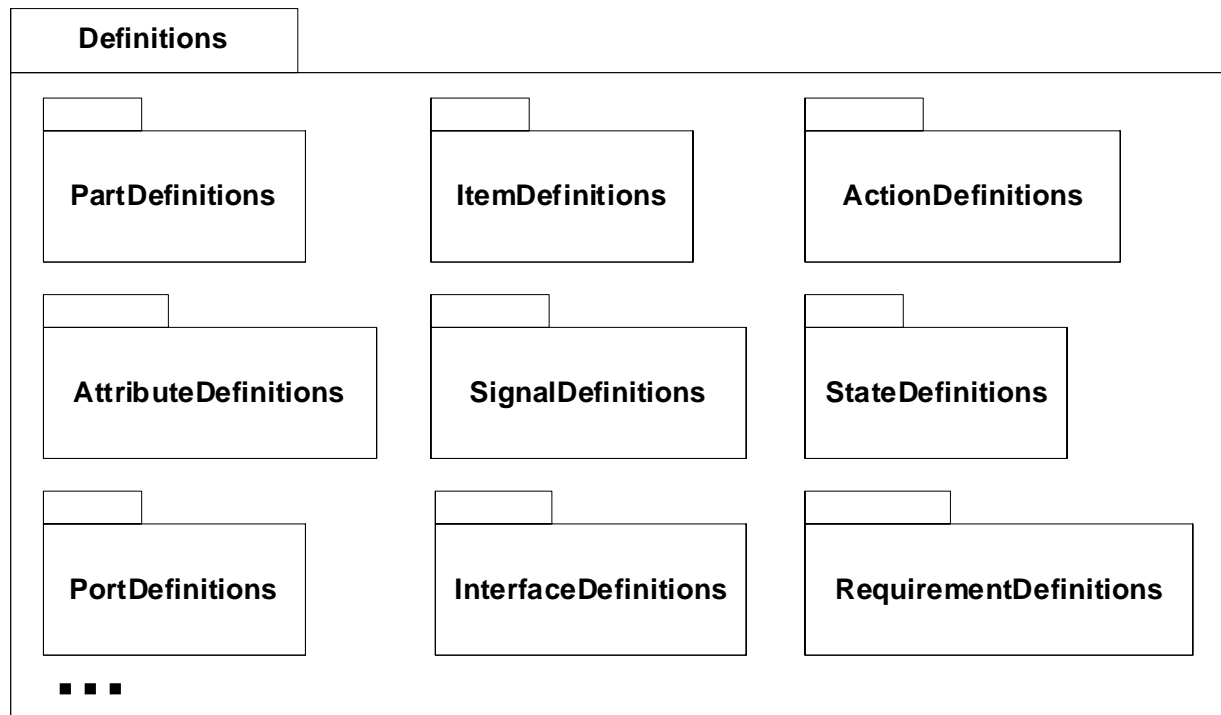 Definitions
PartDefinitions
ItemDefinitions
ActionDefinitions
AttributeDefinitions
SignalDefinitions
StateDefinitions
PortDefinitions
InterfaceDefinitions
RequirementDefinitions
...